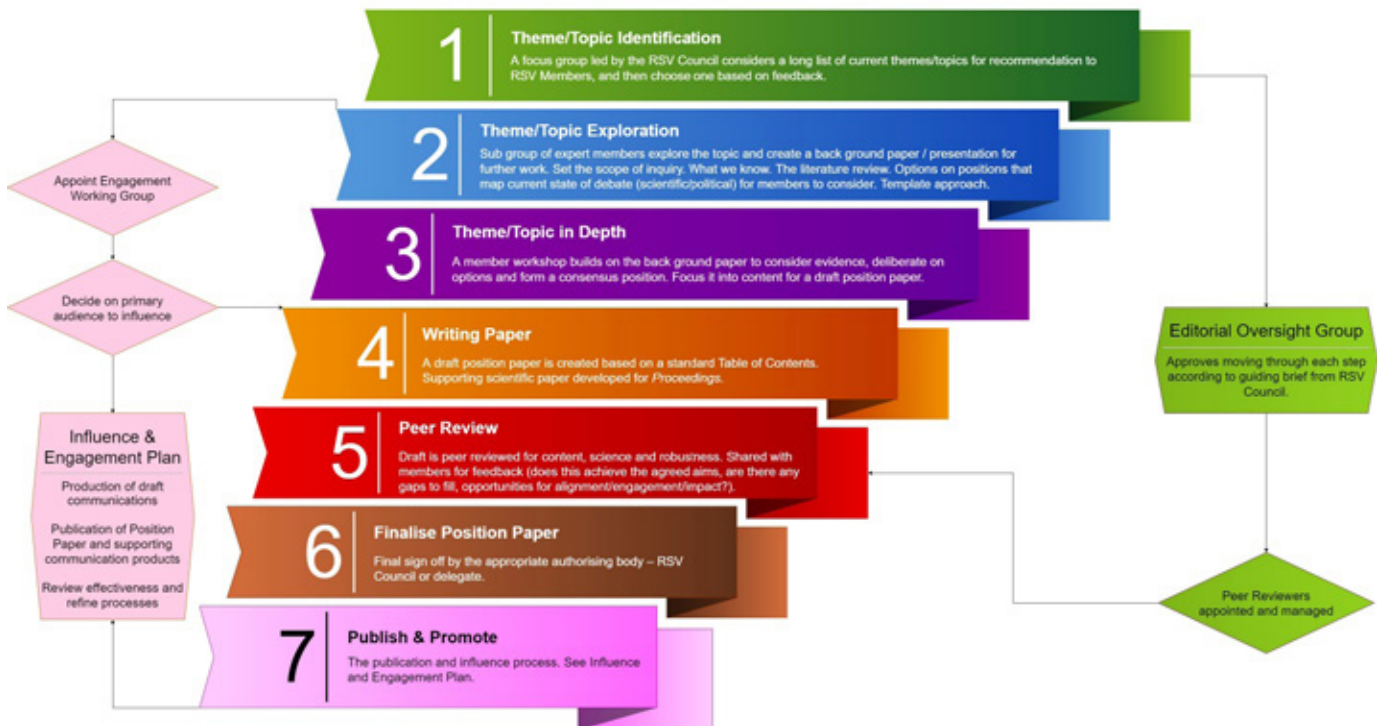 1
Theme/Topic Identification
A focus group led by the RSV Council considers a long list of current themes/topics for recommendation to
RSV Members, and then choose one based on feedback.
2
Theme/Topic Exploration
Sub group of expert members explore the topic and create a back ground paper / presentation for
further work. Set the scope of inquiry. What we know. The literature review. Options on positions that
map current state of debate (scientific/political) for members to consider. Template approach.
3
Theme/Topic in Depth
A member workshop builds on the back ground paper to consider evidence, deliberate on
options and form a consensus position. Focus it into content for a draft position paper.
4
Writing Paper
A draft position paper is created based on a standard Table of Contents.
Supporting scientific paper developed for Proceedings.
5
Peer Review
Draft is peer reviewed for content, science and robustness. Shared with
members for feedback (does this achieve the agreed aims, are there any
gaps to fill, opportunities for alignment/engagement/impact?).
6
Finalise Position Paper
Final sign off by the appropriate authorising body – RSV
Council or delegate.
7
Publish & Promote
The publication and influence process. See Influence
and Engagement Plan.
Appoint Engagement
Working Group
Decide on primary
audience to influence
Influence &
Engagement Plan
Production of draft
communications
Publication of Position
Paper and supporting
communication products
Review effectiveness and
refine processes
Editorial Oversight Group
Approves moving through each step
according to guiding brief from RSV
Council.
Peer Reviewers
appointed and managed